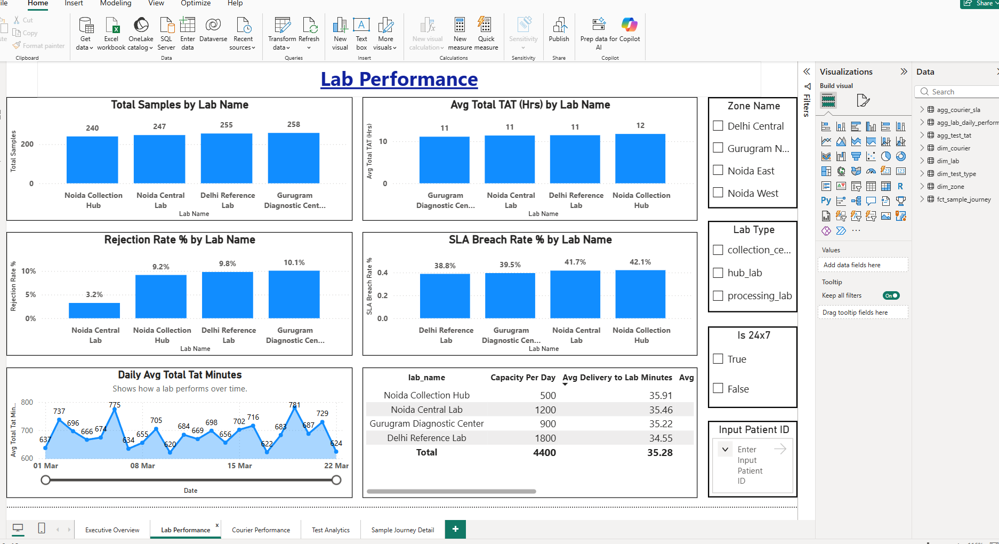 ile Home Insert Modeling View Optimize Help
Share
Cut
Copy
Format painter
Clipboard
Get data
Excel workbook
OneLake catalog
SQL Server
Enter data
Dataverse
Recent sources
Data
Transform data
Refresh
Queries
New visual
Text box
More visuals
Insert
New visual calculation
New measure
Quick measure
Calculations
Sensitivity
Sensitivity
Publish
Share
Prep data for AI
Copilot
Copilot
Lab Performance
Total Samples by Lab Name
Total Samples
200
0
240
247
255
258
Noida Collection Hub
Noida Central Lab
Delhi Reference Lab
Gurugram Diagnostic Cent...
Lab Name
Avg Total TAT (Hrs) by Lab Name
Avg Total TAT (Hrs)
10
0
11
11
11
12
Gurugram Diagnostic Cen...
Noida Central Lab
Delhi Reference Lab
Noida Collection Hub
Lab Name
Zone Name
Delhi Central
Gurugram N...
Noida East
Noida West
Rejection Rate % by Lab Name
Rejection Rate %
10%
5%
0%
3.2%
9.2%
9.8%
10.1%
Noida Central Lab
Noida Collection Hub
Delhi Reference Lab
Gurugram Diagnostic Cen...
Lab Name
SLA Breach Rate % by Lab Name
SLA Breach Rate %
0.4
0.2
0.0
38.8%
39.5%
41.7%
42.1%
Delhi Reference Lab
Gurugram Diagnostic Cen...
Noida Central Lab
Noida Collection Hub
Lab Name
Lab Type
collection_ce...
hub_lab
processing_lab
Is 24x7
True
False
Daily Avg Total Tat Minutes
Shows how a lab performs over time.
Avg Total Tat Min...
800
700
600
637
737
696
666
674
775
634
655
705
620
684
669
698
656
702
716
622
683
781
687
729
624
01 Mar
08 Mar
15 Mar
22 Mar
Date
lab_name Capacity Per Day Avg Delivery to Lab Minutes Avg
Noida Collection Hub 500 35.91
Noida Central Lab 1200 35.46
Gurugram Diagnostic Center 900 35.22
Delhi Reference Lab 1800 34.55
Total 4400 35.28
Input Patient ID
Enter
Input
Patient
ID
Filters
Visualizations
Build visual
123
123
R
Py
Values
Add data fields here
Tooltip
Keep all filters
On
Drag tooltip fields here
Data
Search
agg_courier_sla
agg_lab_daily_perform
agg_test_tat
dim_courier
dim_lab
dim_test_type
dim_zone
fct_sample_journey
Executive Overview
Lab Performance x
Courier Performance
Test Analytics
Sample Journey Detail
+